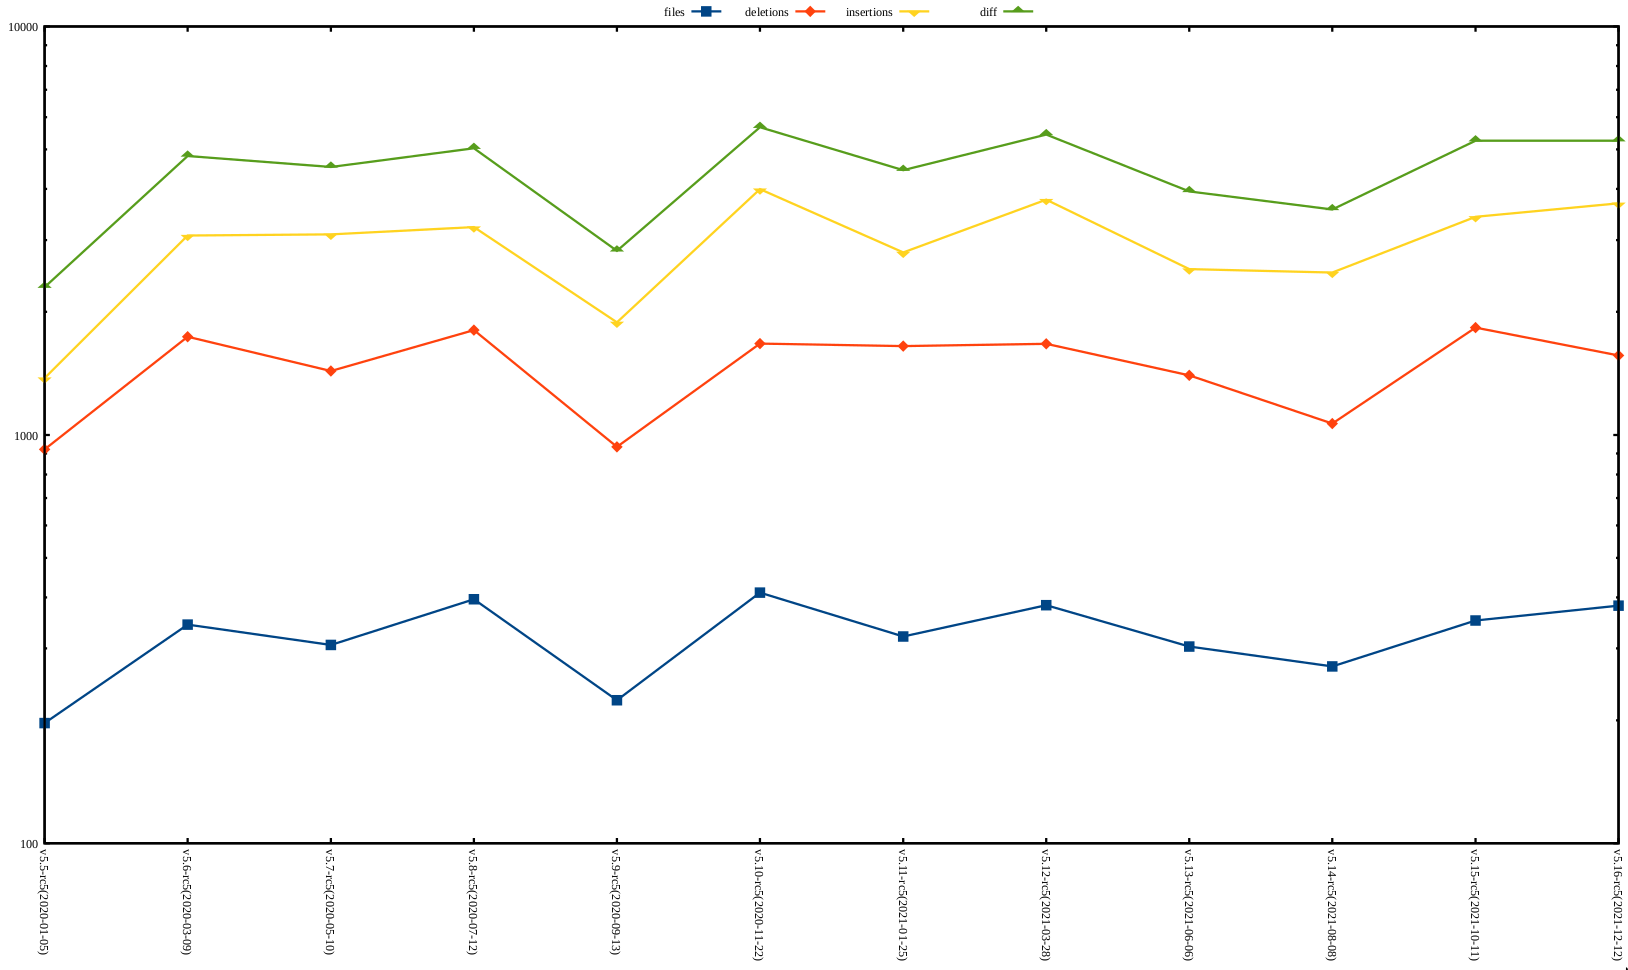 files deletions insertions diff
10000
1000
100
v5.5-rc5(2020-01-05)
v5.6-rc5(2020-03-09)
v5.7-rc5(2020-05-10)
v5.8-rc5(2020-07-12)
v5.9-rc5(2020-09-13)
v5.10-rc5(2020-11-22)
v5.11-rc5(2021-01-25)
v5.12-rc5(2021-03-28)
v5.13-rc5(2021-06-06)
v5.14-rc5(2021-08-08)
v5.15-rc5(2021-10-11)
v5.16-rc5(2021-12-12)